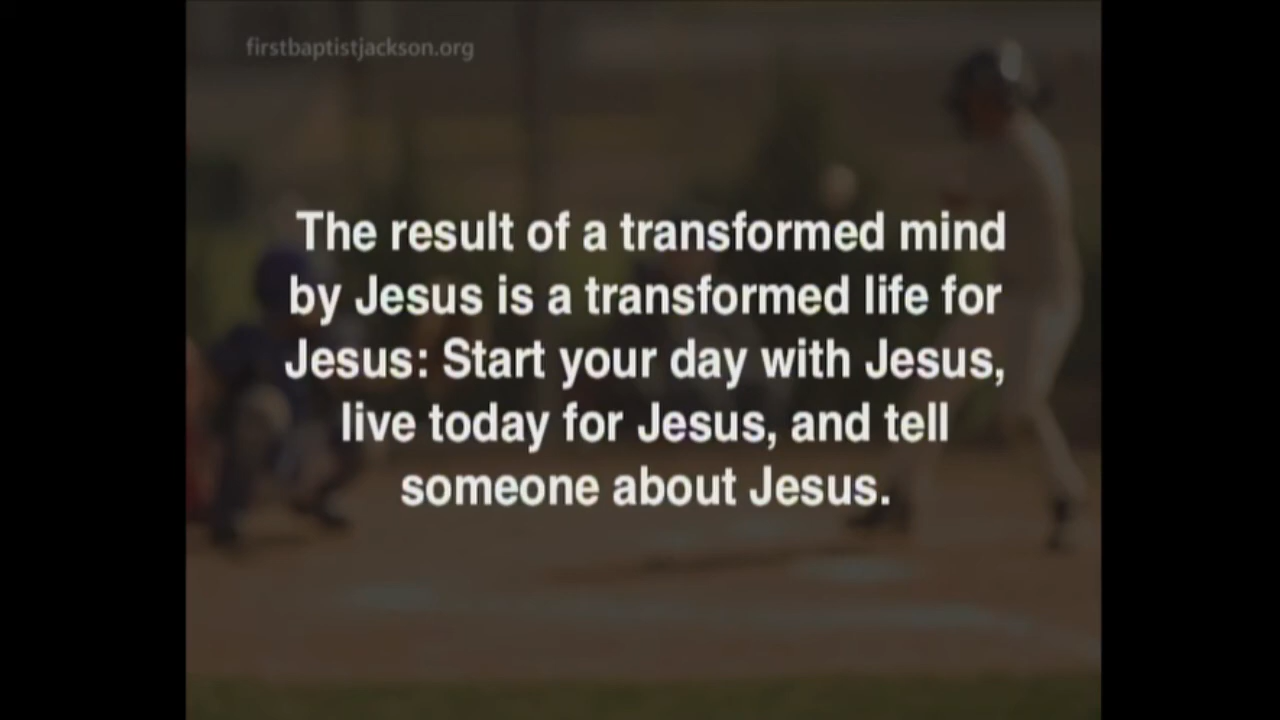 firstbaptistjackson.org
The result of a transformed mind
by Jesus is a transformed life for
Jesus: Start your day with Jesus,
live today for Jesus, and tell
someone about Jesus.